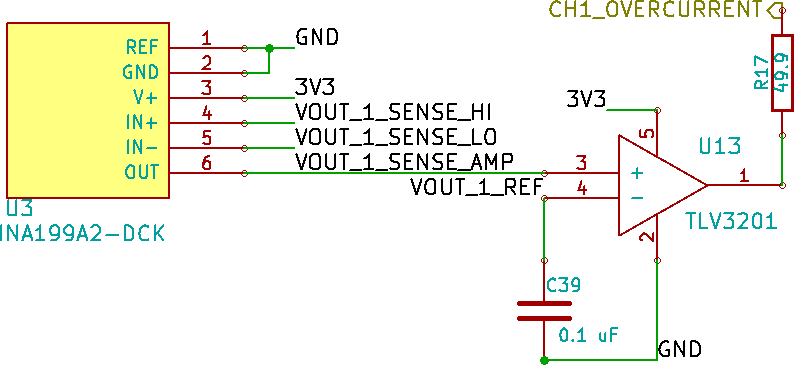 CH1_OVERCURRENT
REF 1 GND
GND 2
V+ 3 3V3
IN+ 4 VOUT_1_SENSE_HI
IN- 5 VOUT_1_SENSE_LO
OUT 6 VOUT_1_SENSE_AMP
U3
INA199A2-DCK
R17
49.9
3V3
5
U13
3 +
VOUT_1_REF 4 -
1
2
TLV3201
C39
0.1 uF
GND